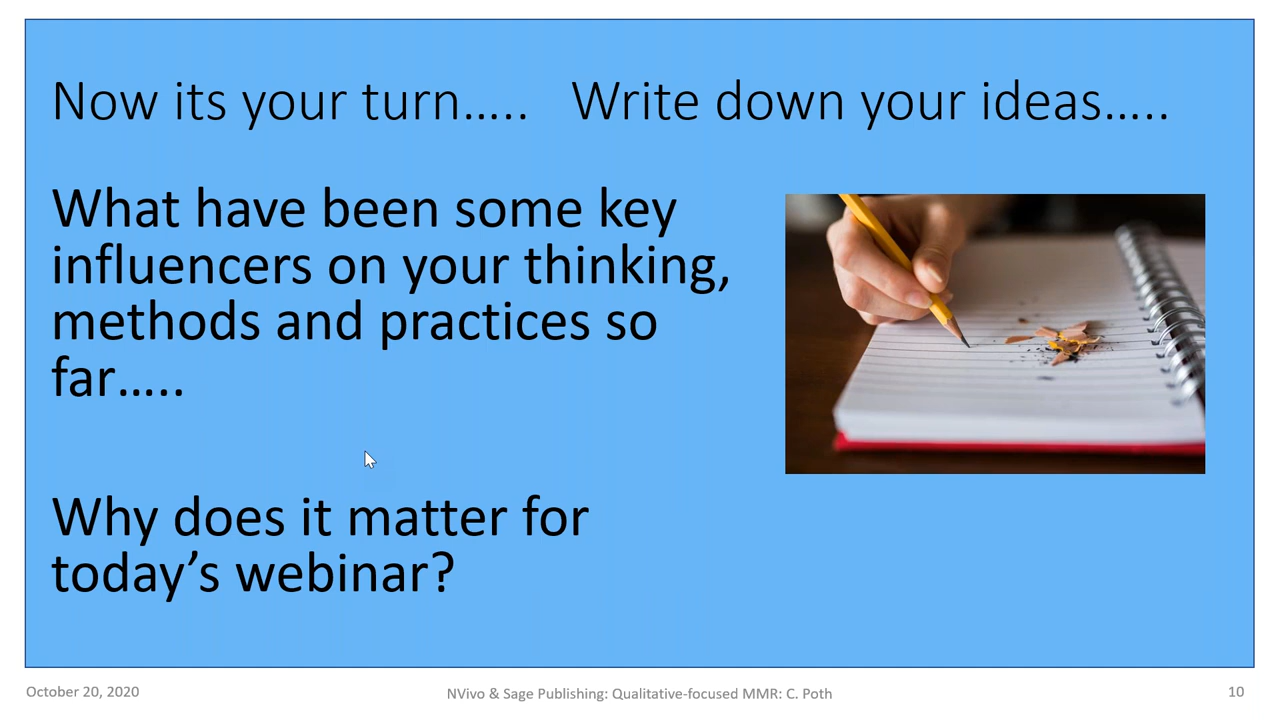 Now its your turn….. Write down your ideas…..
What have been some key
influencers on your thinking,
methods and practices so
far…..
Why does it matter for
today’s webinar?
October 20, 2020
NVivo & Sage Publishing: Qualitative-focused MMR: C. Poth
10